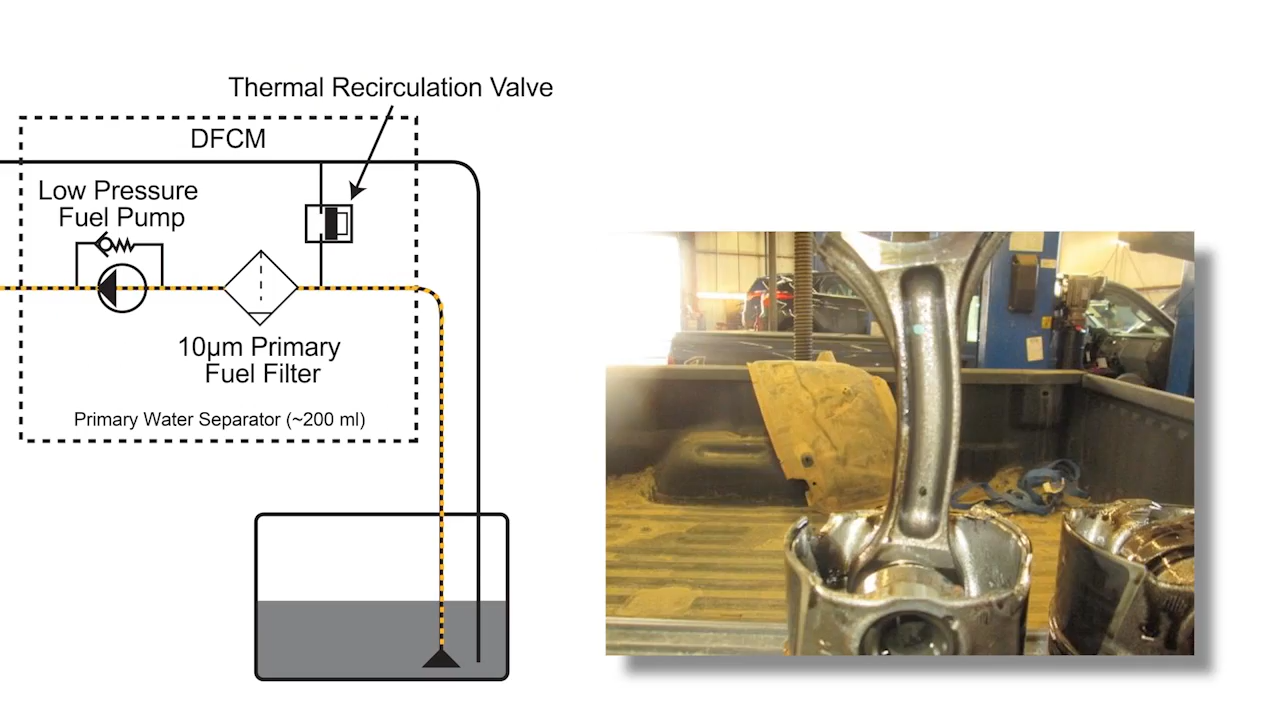 Thermal Recirculation Valve
DFCM
Low Pressure
Fuel Pump
10µm Primary
Fuel Filter
Primary Water Separator (~200 ml)